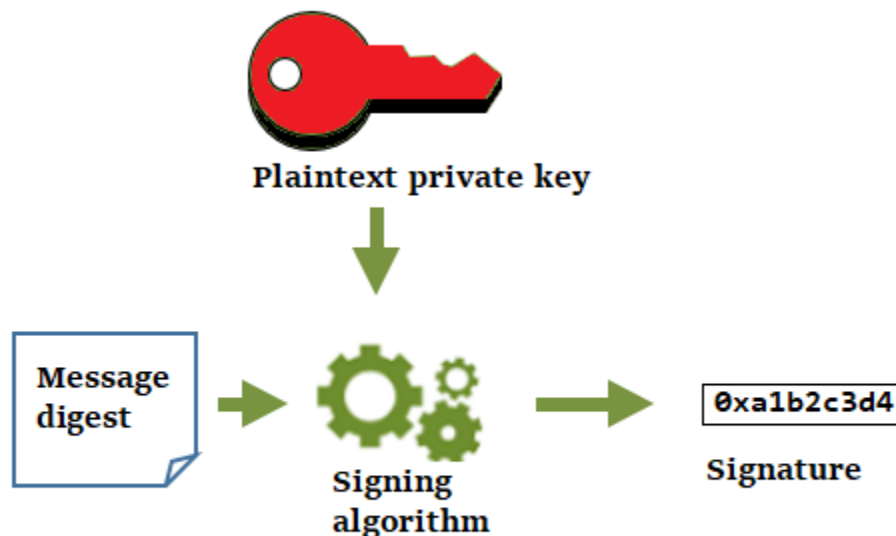 Plaintext private key
Message
digest
Signing
algorithm
0xa1b2c3d4
Signature